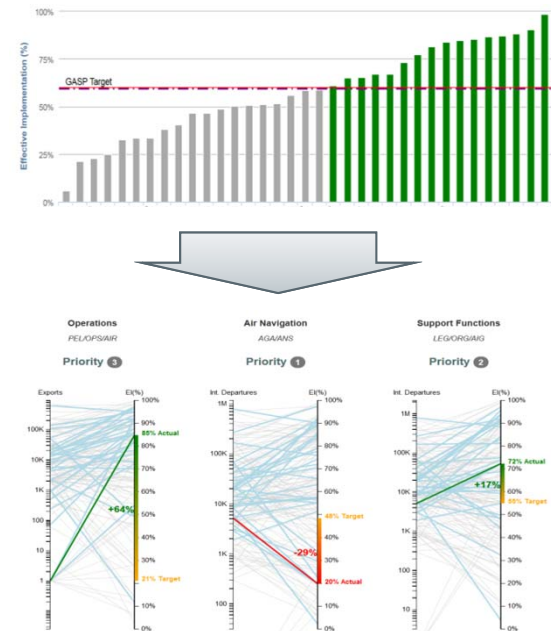 100%
75%
50%
25%
0%
Effective Implementation (%)
GASP Target
Operations
PEL/OPS/AIR
Priority 3
Exports
EI(%)
100K
10K
1K
100
10
1
100%
90%
88% Actual
80%
70%
60%
+64%
50%
40%
30%
21% Target
10%
0%
Air Navigation
AGA/ANS
Priority 1
Int. Departures
EI(%)
1M
100K
10K
1K
100
100%
90%
80%
70%
60%
48% Target
40%
-29%
30%
20% Actual
10%
0%
Support Functions
LEG/ORG/AIG
Priority 2
Int. Departures
EI(%)
1M
100K
10K
1K
100
10
100%
90%
80%
72% Actual
70%
+17%
60%
Target
50%
40%
30%
20%
10%
0%